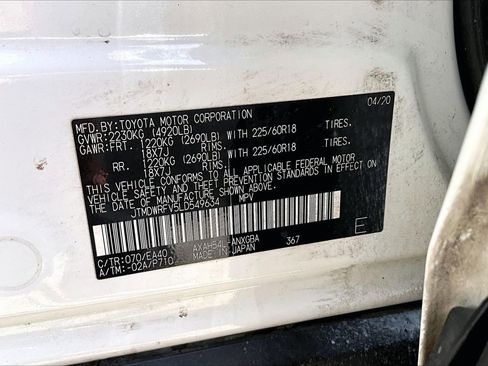 MFD.BY:TOYOTA MOTOR CORPORATION 04/20
GVWR:2230KG (4920LB)
GAWR:FRT. 1220KG (2690LB) WITH 225/60R18 TIRES.
18X7J RIMS.
RR. 1220KG (2690LB) WITH 225/60R18 TIRES.
18X7J RIMS.
THIS VEHICLE CONFORMS TO ALL APPLICABLE FEDERAL MOTOR
VEHICLE SAFETY AND THEFT PREVENTION STANDARDS IN EFFECT ON
THE DATE OF MANUFACTURE SHOWN ABOVE.
JTMDWRFV5LD549634 MPV
E
C/TR:070/EA40 AXAH54L-ANXGBA 367
A/TM:-02A/P710 MADE IN JAPAN